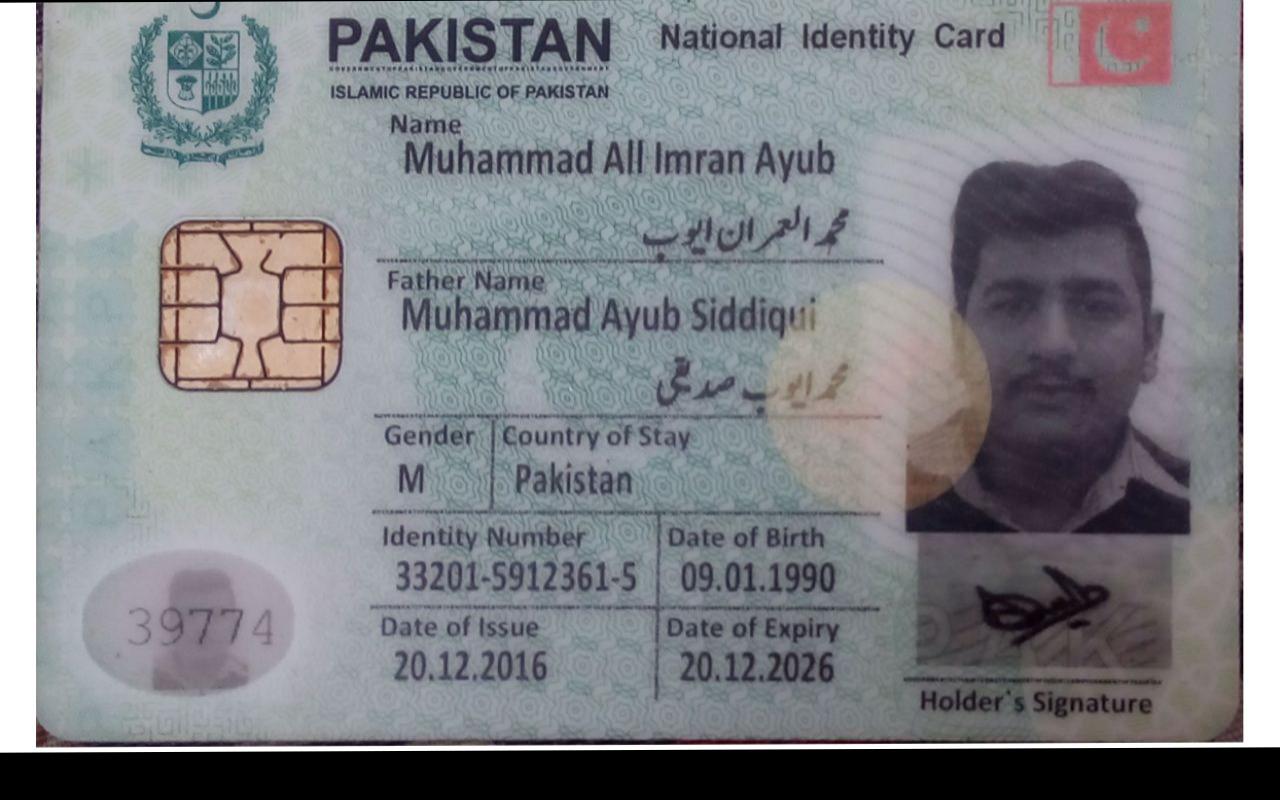 PAKISTAN National Identity Card
ISLAMIC REPUBLIC OF PAKISTAN
Name
Muhammad All Imran Ayub
محمد العمران ایوب
Father Name
Muhammad Ayub Siddiqui
محمد ایوب صدیقی
Gender Country of Stay
M Pakistan
Identity Number Date of Birth
33201-5912361-5 09.01.1990
39774
Date of Issue Date of Expiry
20.12.2016 20.12.2026
Holder`s Signature